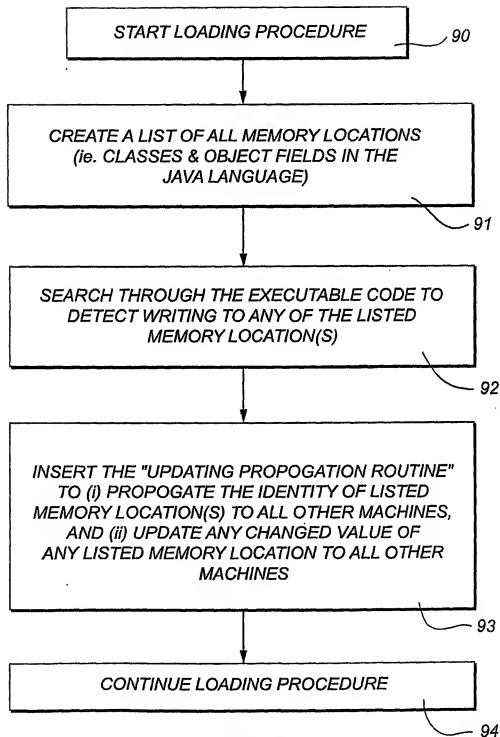 START LOADING PROCEDURE
90
CREATE A LIST OF ALL MEMORY LOCATIONS
(ie. CLASSES & OBJECT FIELDS IN THE
JAVA LANGUAGE)
91
SEARCH THROUGH THE EXECUTABLE CODE TO
DETECT WRITING TO ANY OF THE LISTED
MEMORY LOCATION(S)
92
INSERT THE "UPDATING PROPOGATION ROUTINE"
TO (i) PROPOGATE THE IDENTITY OF LISTED
MEMORY LOCATION(S) TO ALL OTHER MACHINES,
AND (ii) UPDATE ANY CHANGED VALUE OF
ANY LISTED MEMORY LOCATION TO ALL OTHER
MACHINES
93
CONTINUE LOADING PROCEDURE
94